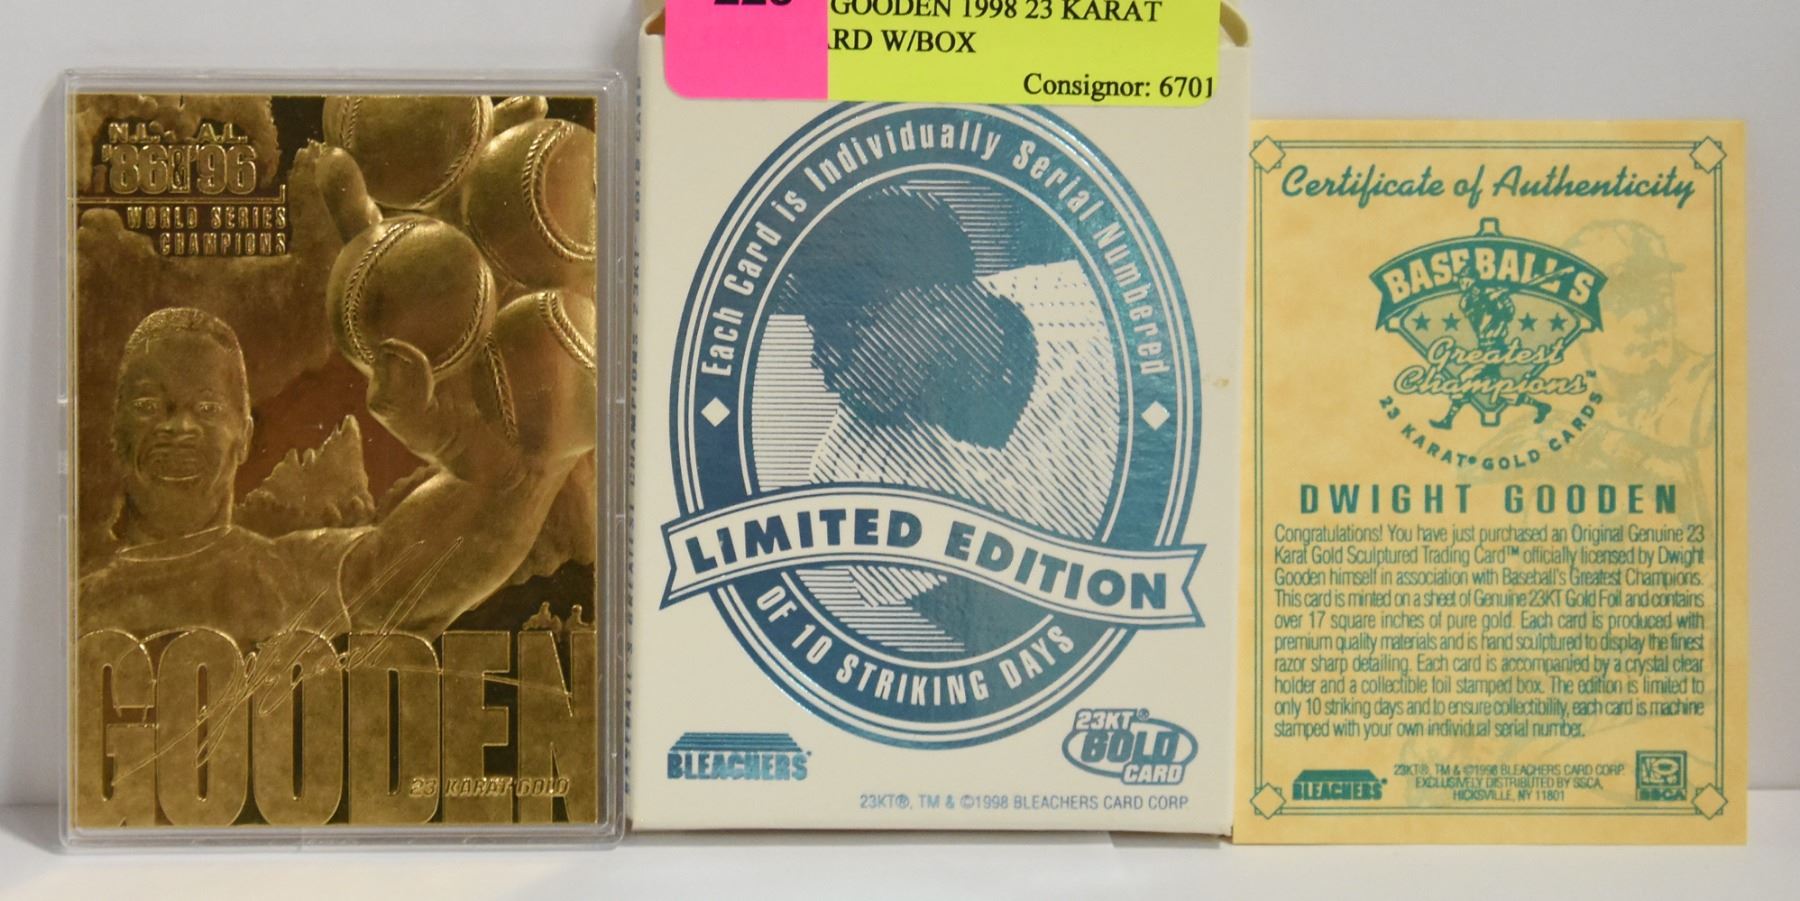 N.L. A.L.
'86&'96
WORLD SERIES
CHAMPIONS
GOODEN
23 KARAT GOLD
GOODEN 1998 23 KARAT
W/BOX
Consignor: 6701
Each Card is Individually Serial Numbered
LIMITED EDITION
OF 10 STRIKING DAYS
BLEACHERS
23KT®
GOLD
CARD
23KT®, TM & ©1998 BLEACHERS CARD CORP.
Certificate of Authenticity
BASEBALL'S
Greatest
Champions™
23 KARAT® GOLD CARDS
DWIGHT GOODEN
Congratulations! You have just purchased an Original Genuine 23
Karat Gold Sculptured Trading Card™ officially licensed by Dwight
Gooden himself in association with Baseball's Greatest Champions.
This card is minted on a sheet of Genuine 23KT Gold Foil and contains
over 17 square inches of pure gold. Each card is produced with
premium quality materials and is hand sculptured to display the finest
razor sharp detailing. Each card is accompanied by a crystal clear
holder and a collectible foil stamped box. The edition is limited to
only 10 striking days and to ensure collectibility, each card is machine
stamped with your own individual serial number.
BLEACHERS
23KT®, TM & ©1998 BLEACHERS CARD CORP.
EXCLUSIVELY DISTRIBUTED BY SSCA,
HICKSVILLE, NY 11801
SSCA